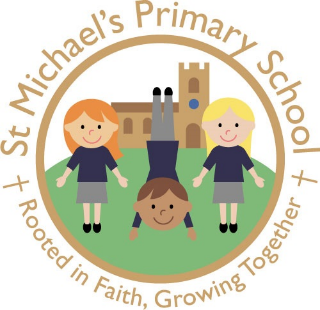 St Michael's Primary School
Rooted in Faith, Growing Together